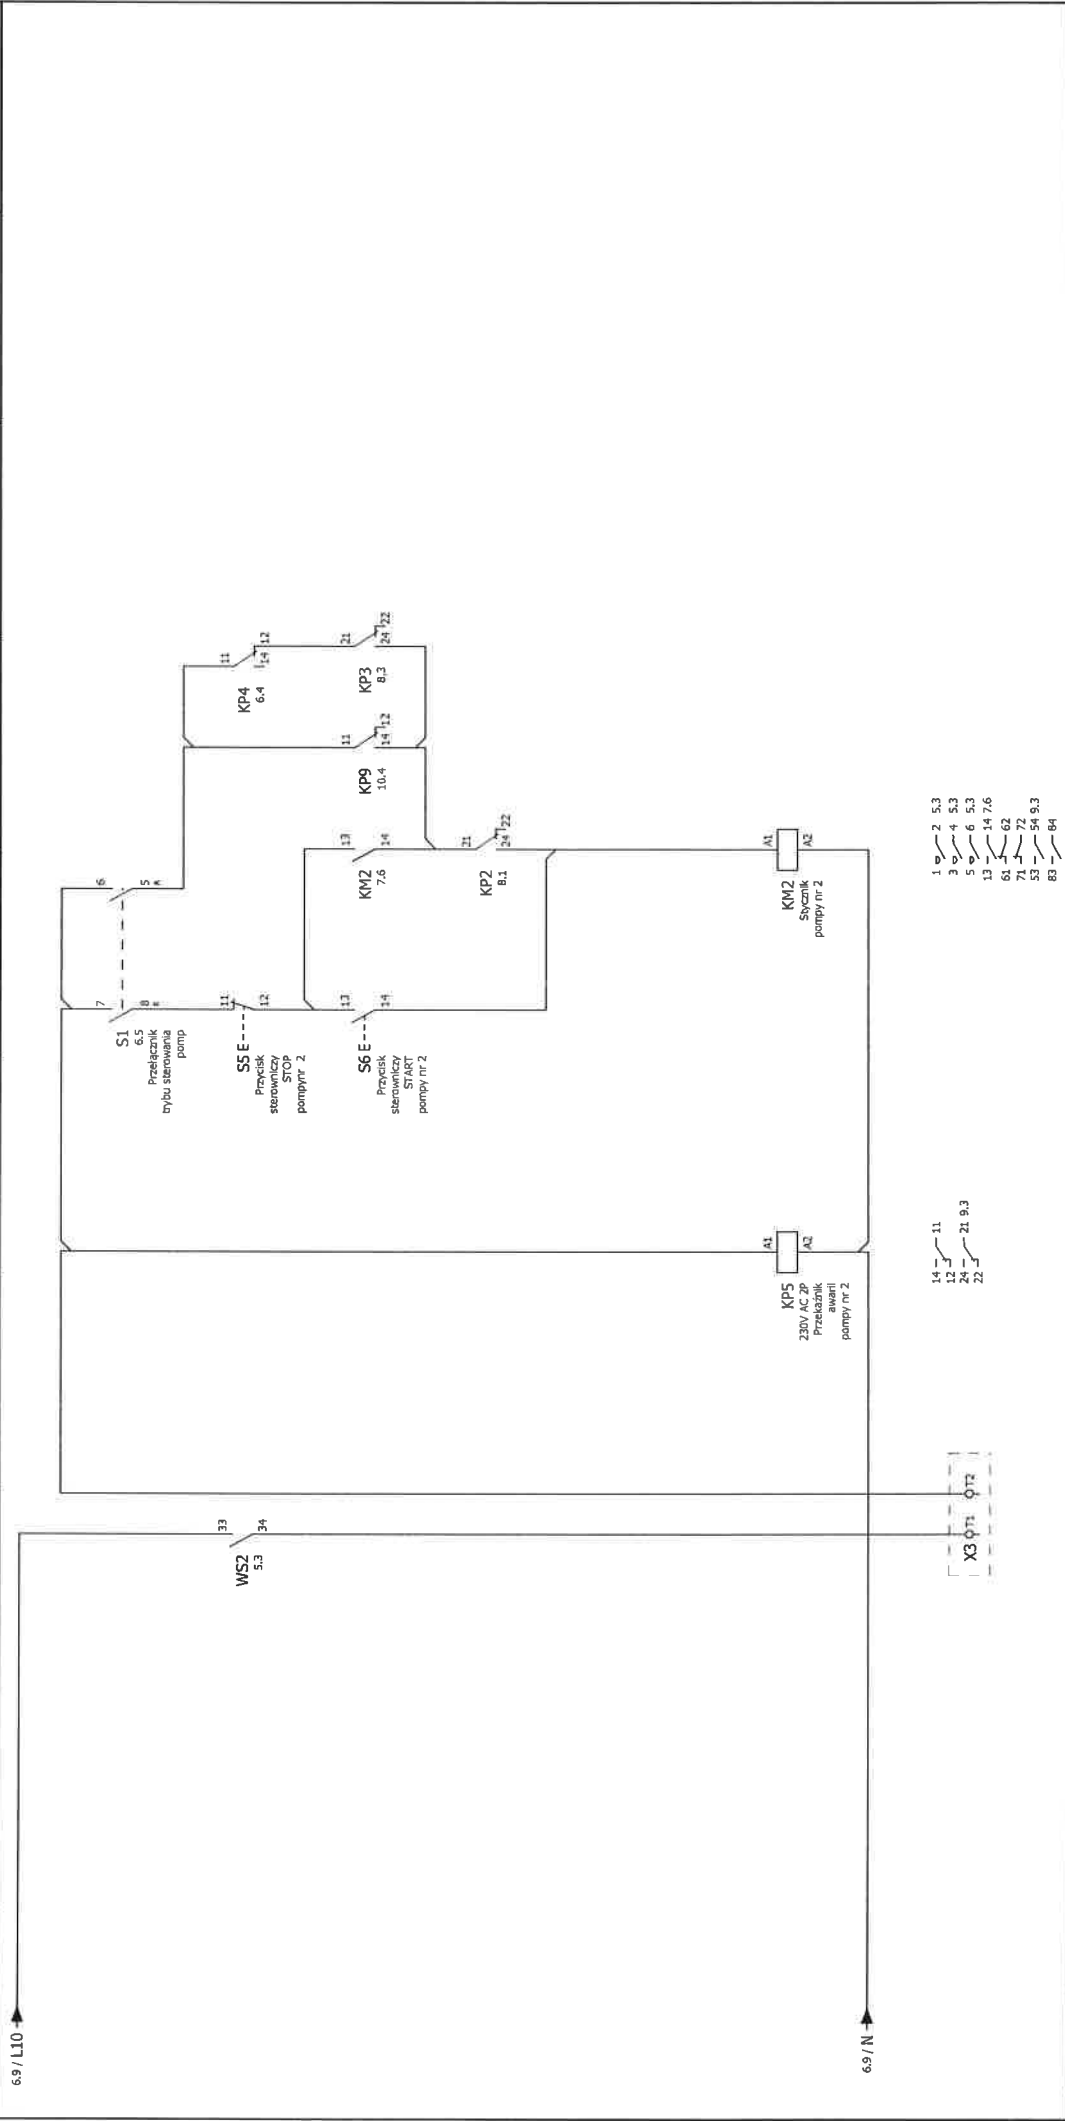 6.9 / L10
6.9 / N
WS2
5.3
33
34
X3
T1
T2
KP5
230V AC 2P
Przekaźnik
awarii
pompy nr 2
A1
A2
14
11
12
24
21 9.3
22
S1
6.5
Przełącznik
trybu sterowania
pomp
7
8
R
6
5
A
S5 E
Przycisk
sterowniczy
STOP
pompynr 2
11
12
S6 E
Przycisk
sterowniczy
START
pompy nr 2
13
14
KM2
7.6
13
14
KP2
8.1
21
24
22
KP9
10.4
11
14
12
KP4
6.4
11
14
12
KP3
8.3
21
24
22
KM2
Stycznik
pompy nr 2
A1
A2
1 2 5.3
3 4 5.3
5 6 5.3
13 14 7.6
61 62
71 72
53 54 9.3
83 84